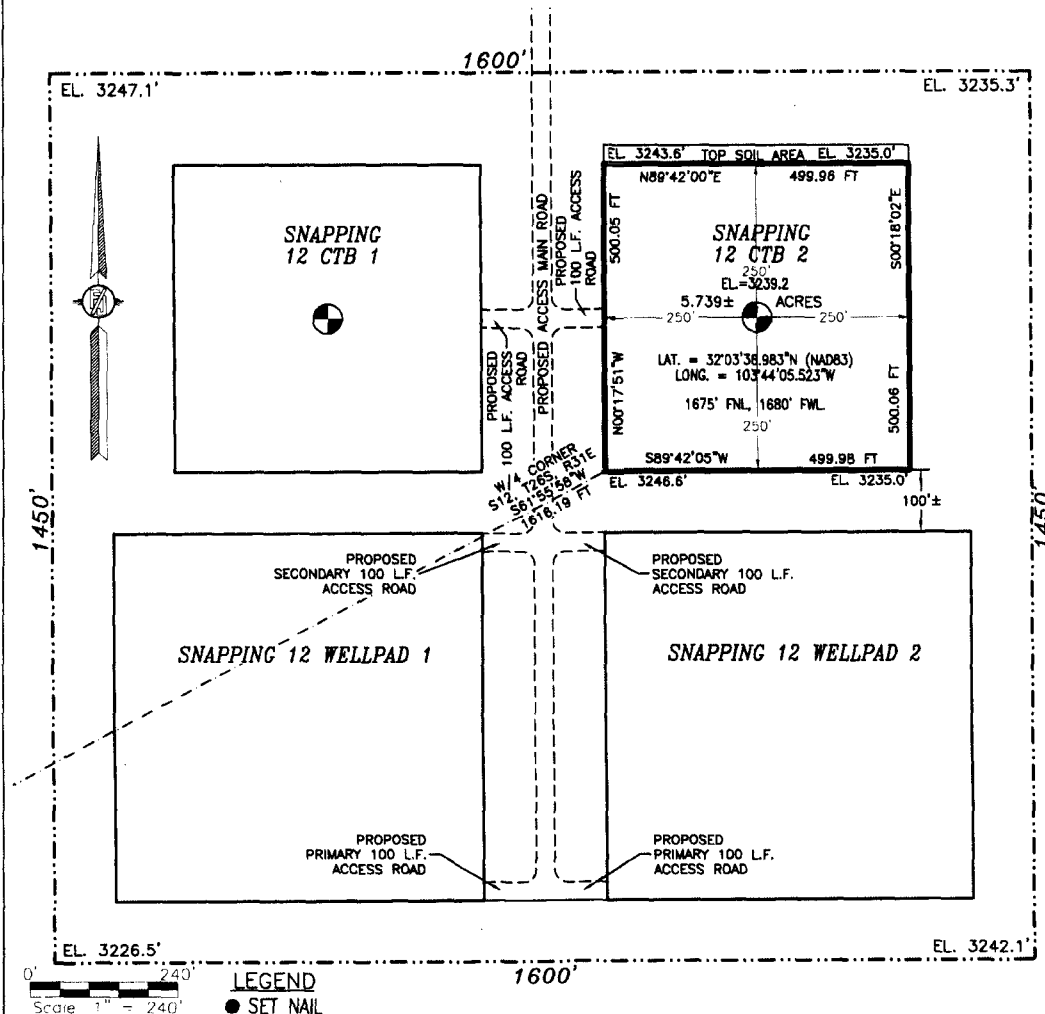 1600'
EL. 3247.1'
EL. 3235.3'
EL. 3243.6' TOP SOIL AREA EL. 3235.0'
N89°42'00"E 499.96 FT
SNAPPING
12 CTB 1
PROPOSED ACCESS MAIN ROAD
PROPOSED
100 L.F. ACCESS
ROAD
500.05 FT
N00°17'51"W
SNAPPING
12 CTB 2
250'
EL=3239.2
5.739± ACRES
250'
250'
LAT. = 32°03'36.983"N (NAD83)
LONG. = 103°44'05.523"W
1675' FNL, 1680' FWL
250'
S00°18'02"E
500.06 FT
PROPOSED
100 L.F. ACCESS
ROAD
S89°42'05"W 499.98 FT
EL. 3246.6'
EL. 3235.0'
100'±
W/4 CORNER
S12, T26S, R31E
S61°55'58"W
1616.19 FT
1450'
1450'
PROPOSED
SECONDARY 100 L.F.
ACCESS ROAD
PROPOSED
SECONDARY 100 L.F.
ACCESS ROAD
SNAPPING 12 WELLPAD 1
SNAPPING 12 WELLPAD 2
PROPOSED
PRIMARY 100 L.F.
ACCESS ROAD
PROPOSED
PRIMARY 100 L.F.
ACCESS ROAD
EL. 3226.5'
EL. 3242.1'
1600'
0' 240'
Scale 1" = 240'
LEGEND
SET NAIL